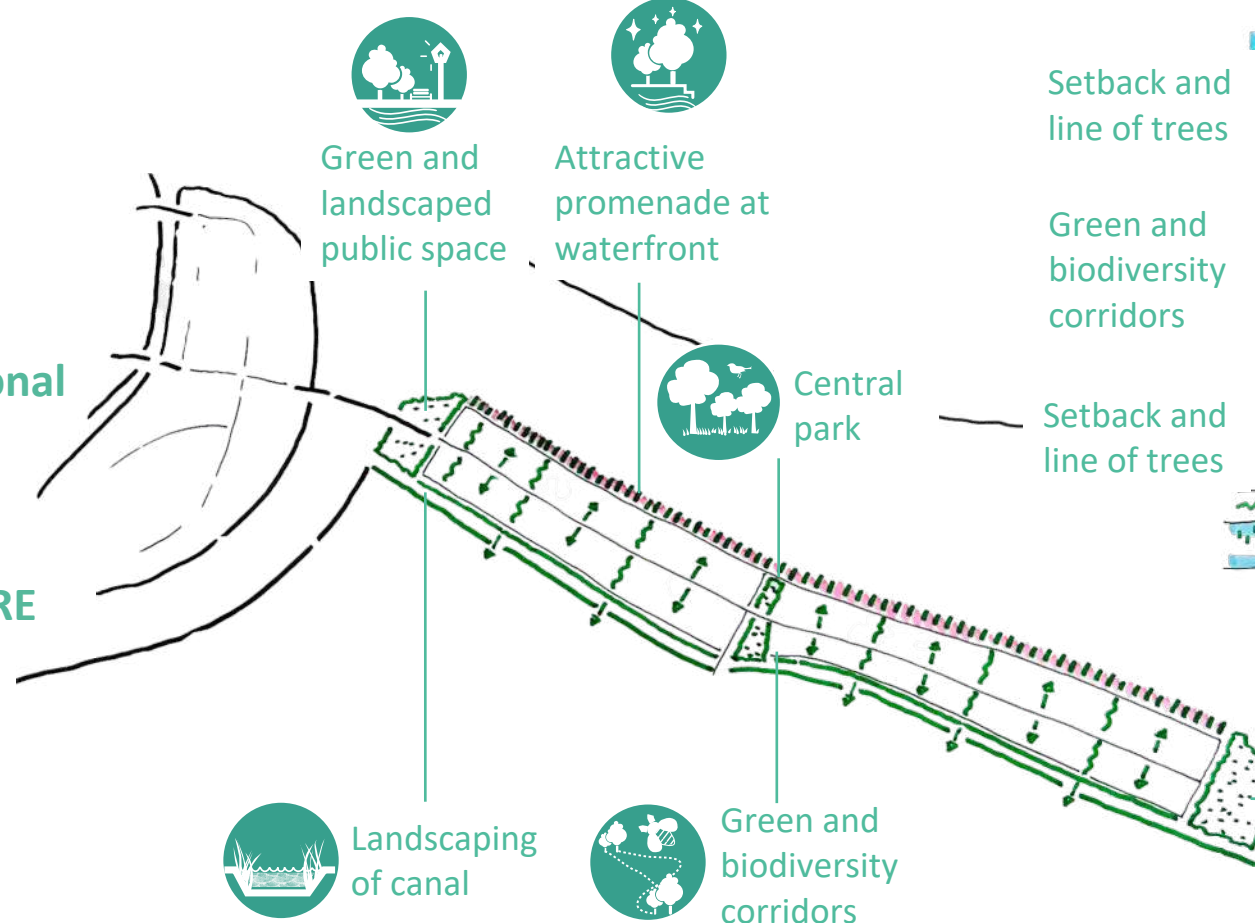 Setback and
line of trees
Green and
landscaped
public space
Attractive
promenade at
waterfront
Green and
biodiversity
corridors
Central
park
Setback and
line of trees
Landscaping
of canal
Green and
biodiversity
corridors